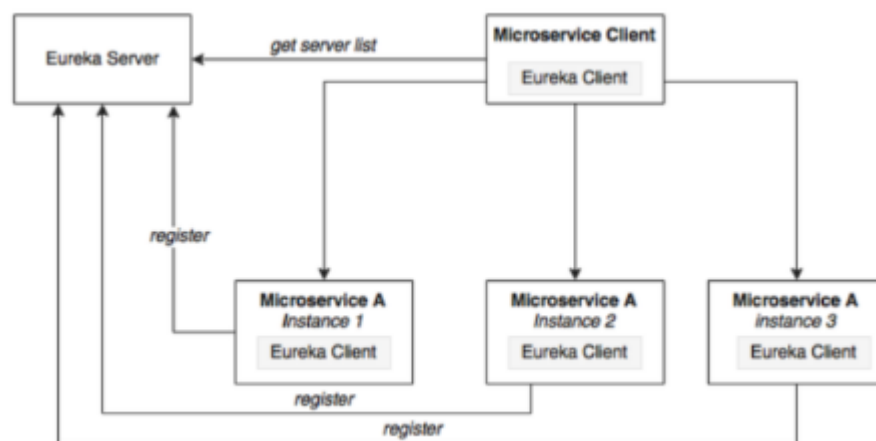 Eureka Server
get server list
Microservice Client
Eureka Client
register
Microservice A
Instance 1
Eureka Client
Microservice A
Instance 2
Eureka Client
Microservice A
instance 3
Eureka Client
register
register